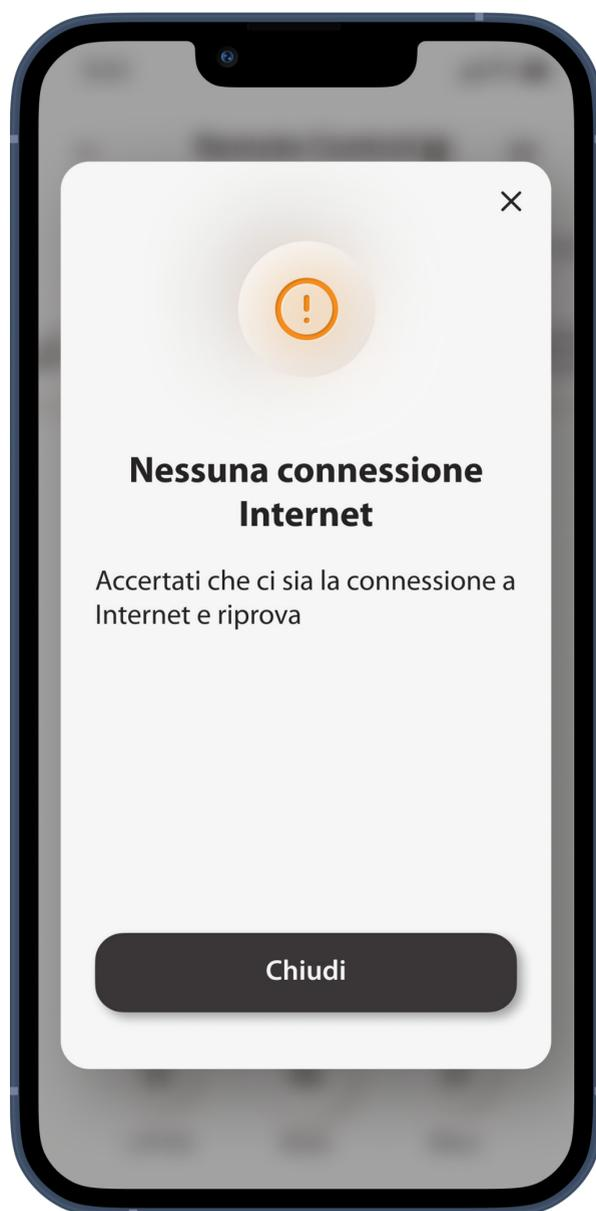 Nessuna connessione
Internet
Accertati che ci sia la connessione a
Internet e riprova
Chiudi